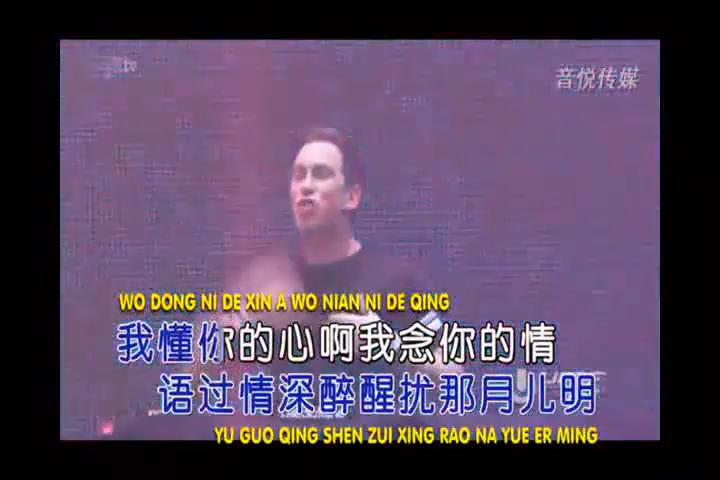 音悦传媒
WO DONG NI DE XIN A WO NIAN NI DE QING
我懂你的心啊我念你的情
语过情深醉醒扰那月儿明
YU GUO QING SHEN ZUI XING RAO NA YUE ER MING